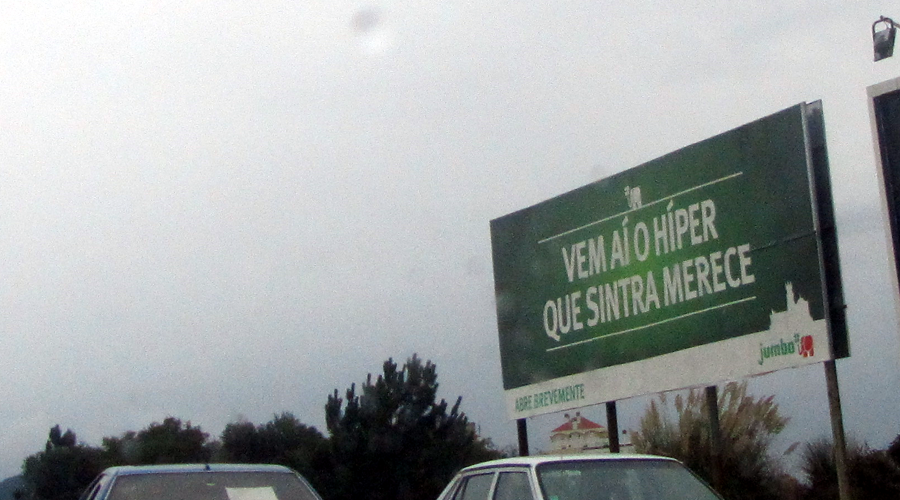 VEM AÍ O HÍPER
QUE SINTRA MERECE
ABRE BREVEMENTE
jumbo